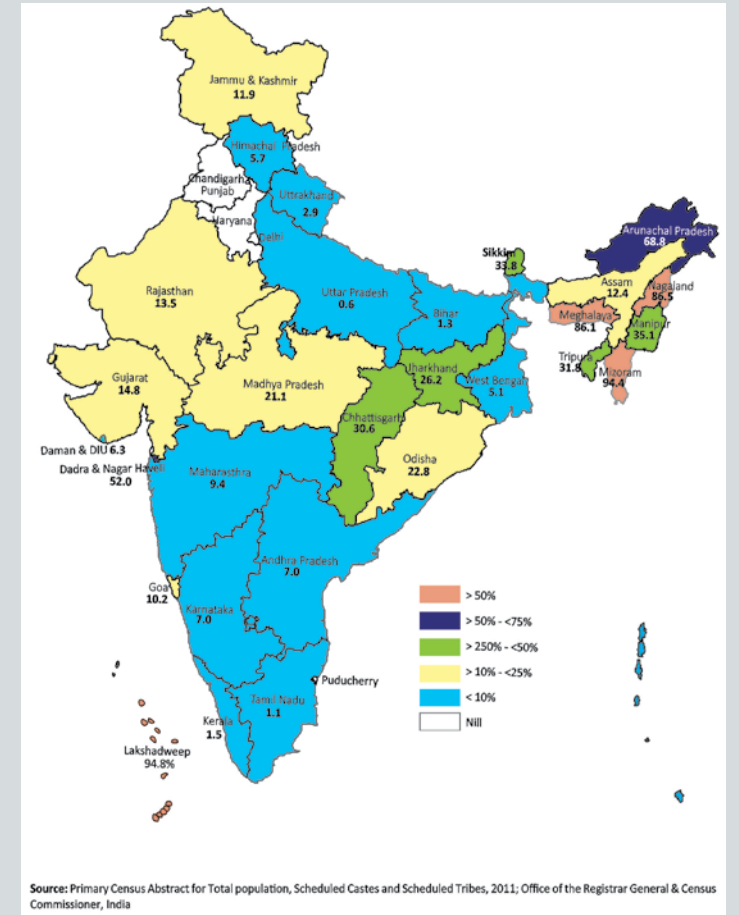 Jammu & Kashmir
11.9
Himachal Pradesh
5.7
Chandigarh
Punjab
Uttrakhand
2.9
Haryana
Delhi
Arunachal Pradesh
68.8
Sikkim
33.8
Assam
12.4
Nagaland
86.5
Rajasthan
13.5
Uttar Pradesh
0.6
Bihar
1.3
Meghalaya
86.1
Manipur
35.1
Tripura
31.8
Mizoram
94.4
Jharkhand
26.2
West Bengal
5.1
Gujarat
14.8
Madhya Pradesh
21.1
Chhattisgarh
30.6
Daman & DIU 6.3
Dadra & Nagar Haveli
52.0
Maharasthra
9.4
Odisha
22.8
Andhra Pradesh
7.0
Goa
10.2
Karnataka
7.0
> 50%
> 50% - <75%
> 250% - <50%
> 10% - <25%
< 10%
Nill
Puducherry
Tamil Nadu
1.1
Kerala
1.5
Lakshadweep
94.8%
Source: Primary Census Abstract for Total population, Scheduled Castes and Scheduled Tribes, 2011; Office of the Registrar General & Census
Commissioner, India